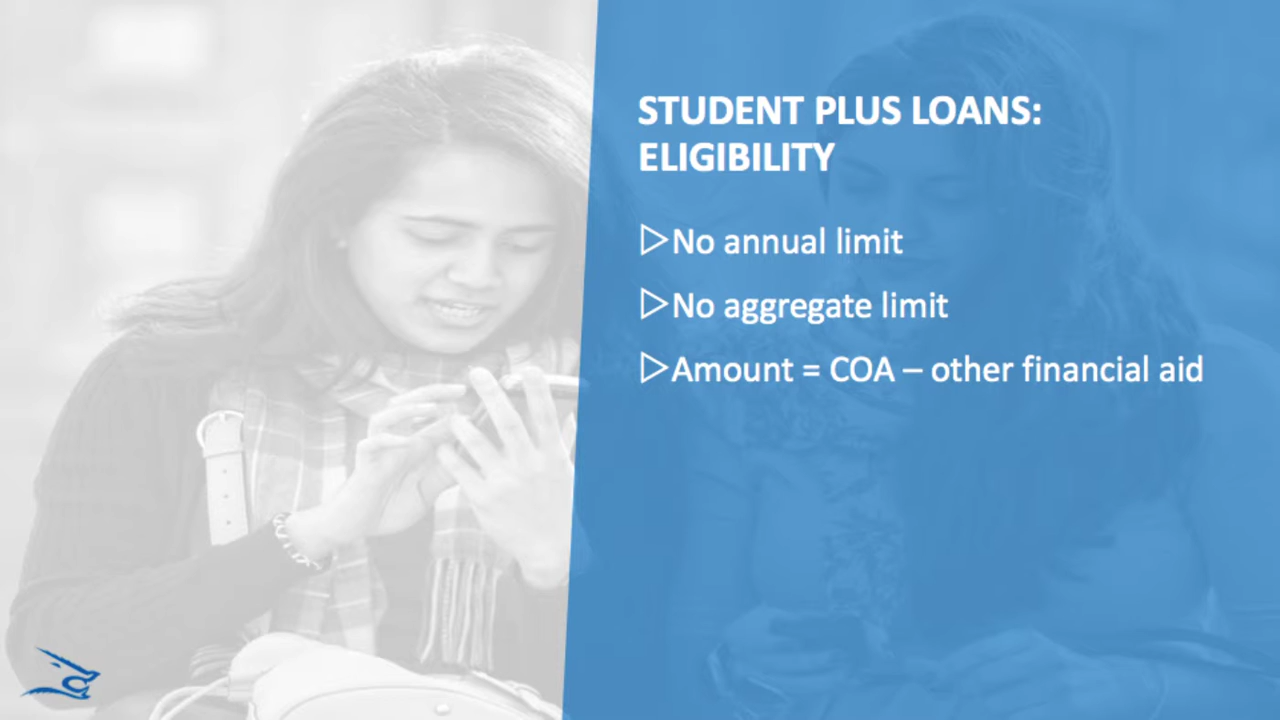 STUDENT PLUS LOANS:
ELIGIBILITY
▷No annual limit
▷No aggregate limit
▷Amount = COA – other financial aid